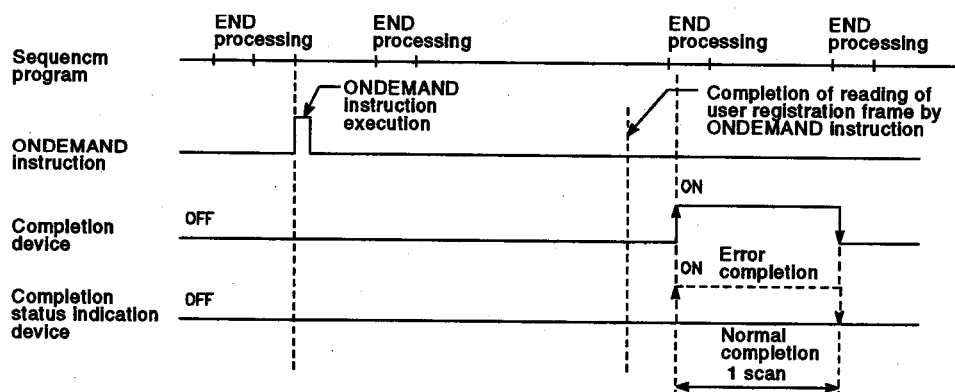 END
processing
END
processing
END
processing
END
processing
Sequencm
program
ONDEMAND
instruction
execution
Completion of reading of
user registration frame by
ONDEMAND instruction
ONDEMAND
instruction
ON
OFF
Completion
device
ON
Error
completion
OFF
Completion
status indication
device
Normal
completion
1 scan